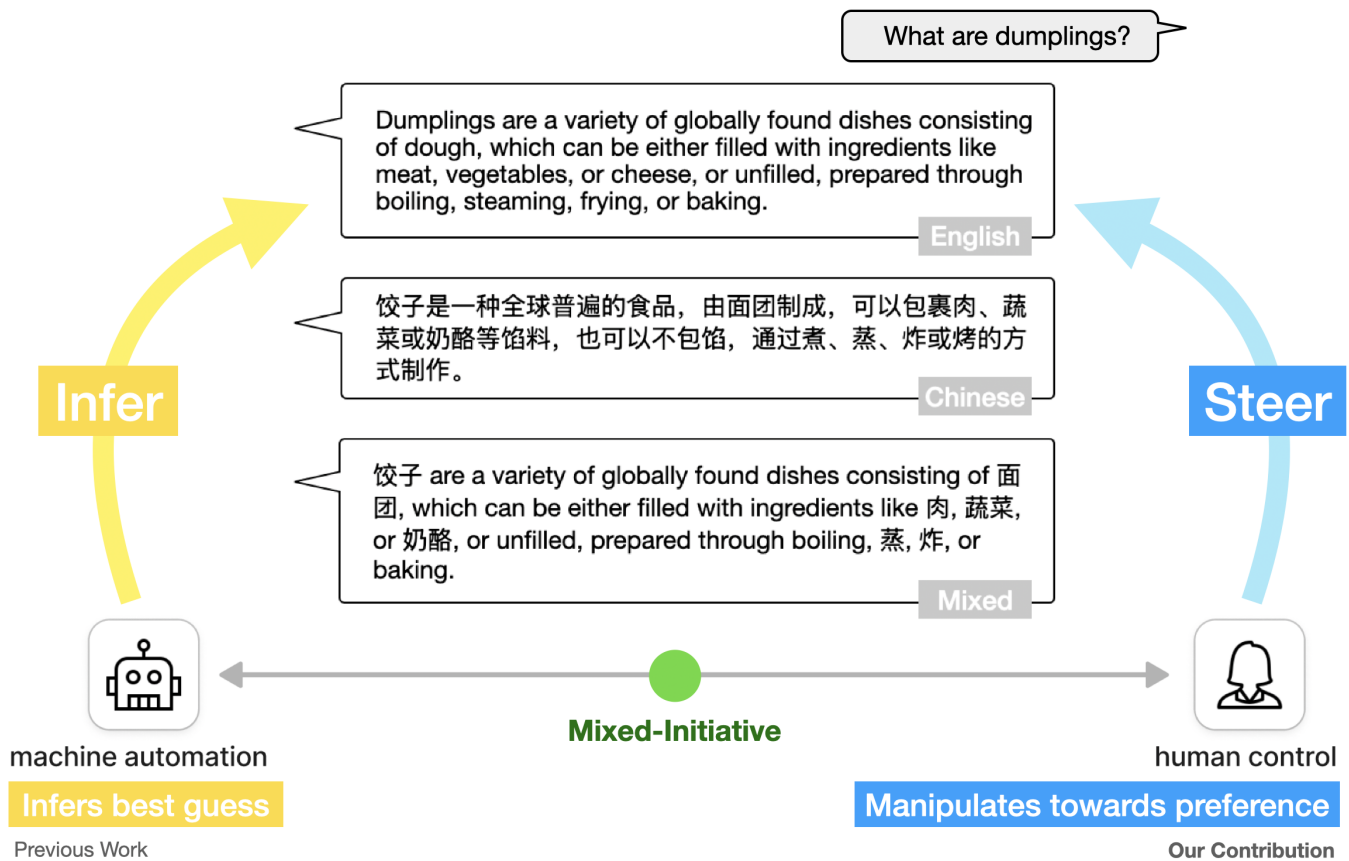 What are dumplings?
Dumplings are a variety of globally found dishes consisting
of dough, which can be either filled with ingredients like
meat, vegetables, or cheese, or unfilled, prepared through
boiling, steaming, frying, or baking.
English
饺子是一种全球普遍的食品，由面团制成，可以包裹肉、蔬
菜或奶酪等馅料，也可以不包馅，通过煮、蒸、炸或烤的方
式制作。
Chinese
Infer
Steer
饺子 are a variety of globally found dishes consisting of 面
团, which can be either filled with ingredients like 肉, 蔬菜,
or 奶酪, or unfilled, prepared through boiling, 蒸, 炸, or
baking.
Mixed
Mixed-Initiative
machine automation
human control
Infers best guess
Manipulates towards preference
Previous Work
Our Contribution